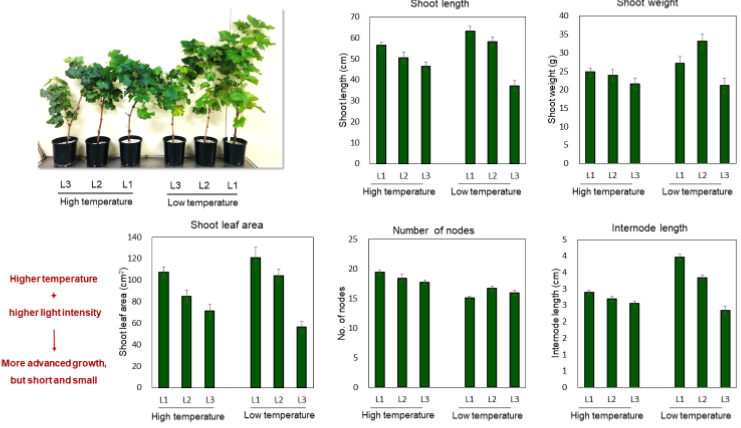 Shoot length
Shoot length (cm)
70
60
50
40
30
20
10
0
L1 L2 L3 L1 L2 L3
High temperature Low temperature
Shoot weight
Shoot weight (g)
40
35
30
25
20
15
10
5
0
L1 L2 L3 L1 L2 L3
High temperature Low temperature
L3 L2 L1 L3 L2 L1
High temperature Low temperature
Higher temperature
+
higher light intensity
More advanced growth,
but short and small
Shoot leaf area
Shoot leaf area (cm²)
140
120
100
80
60
40
20
0
L1 L2 L3 L1 L2 L3
High temperature Low temperature
Number of nodes
No. of nodes
25
20
15
10
5
0
L1 L2 L3 L1 L2 L3
High temperature Low temperature
Internode length
Internode length (cm)
5
4
4
3
3
2
2
1
1
0
L1 L2 L3 L1 L2 L3
High temperature Low temperature